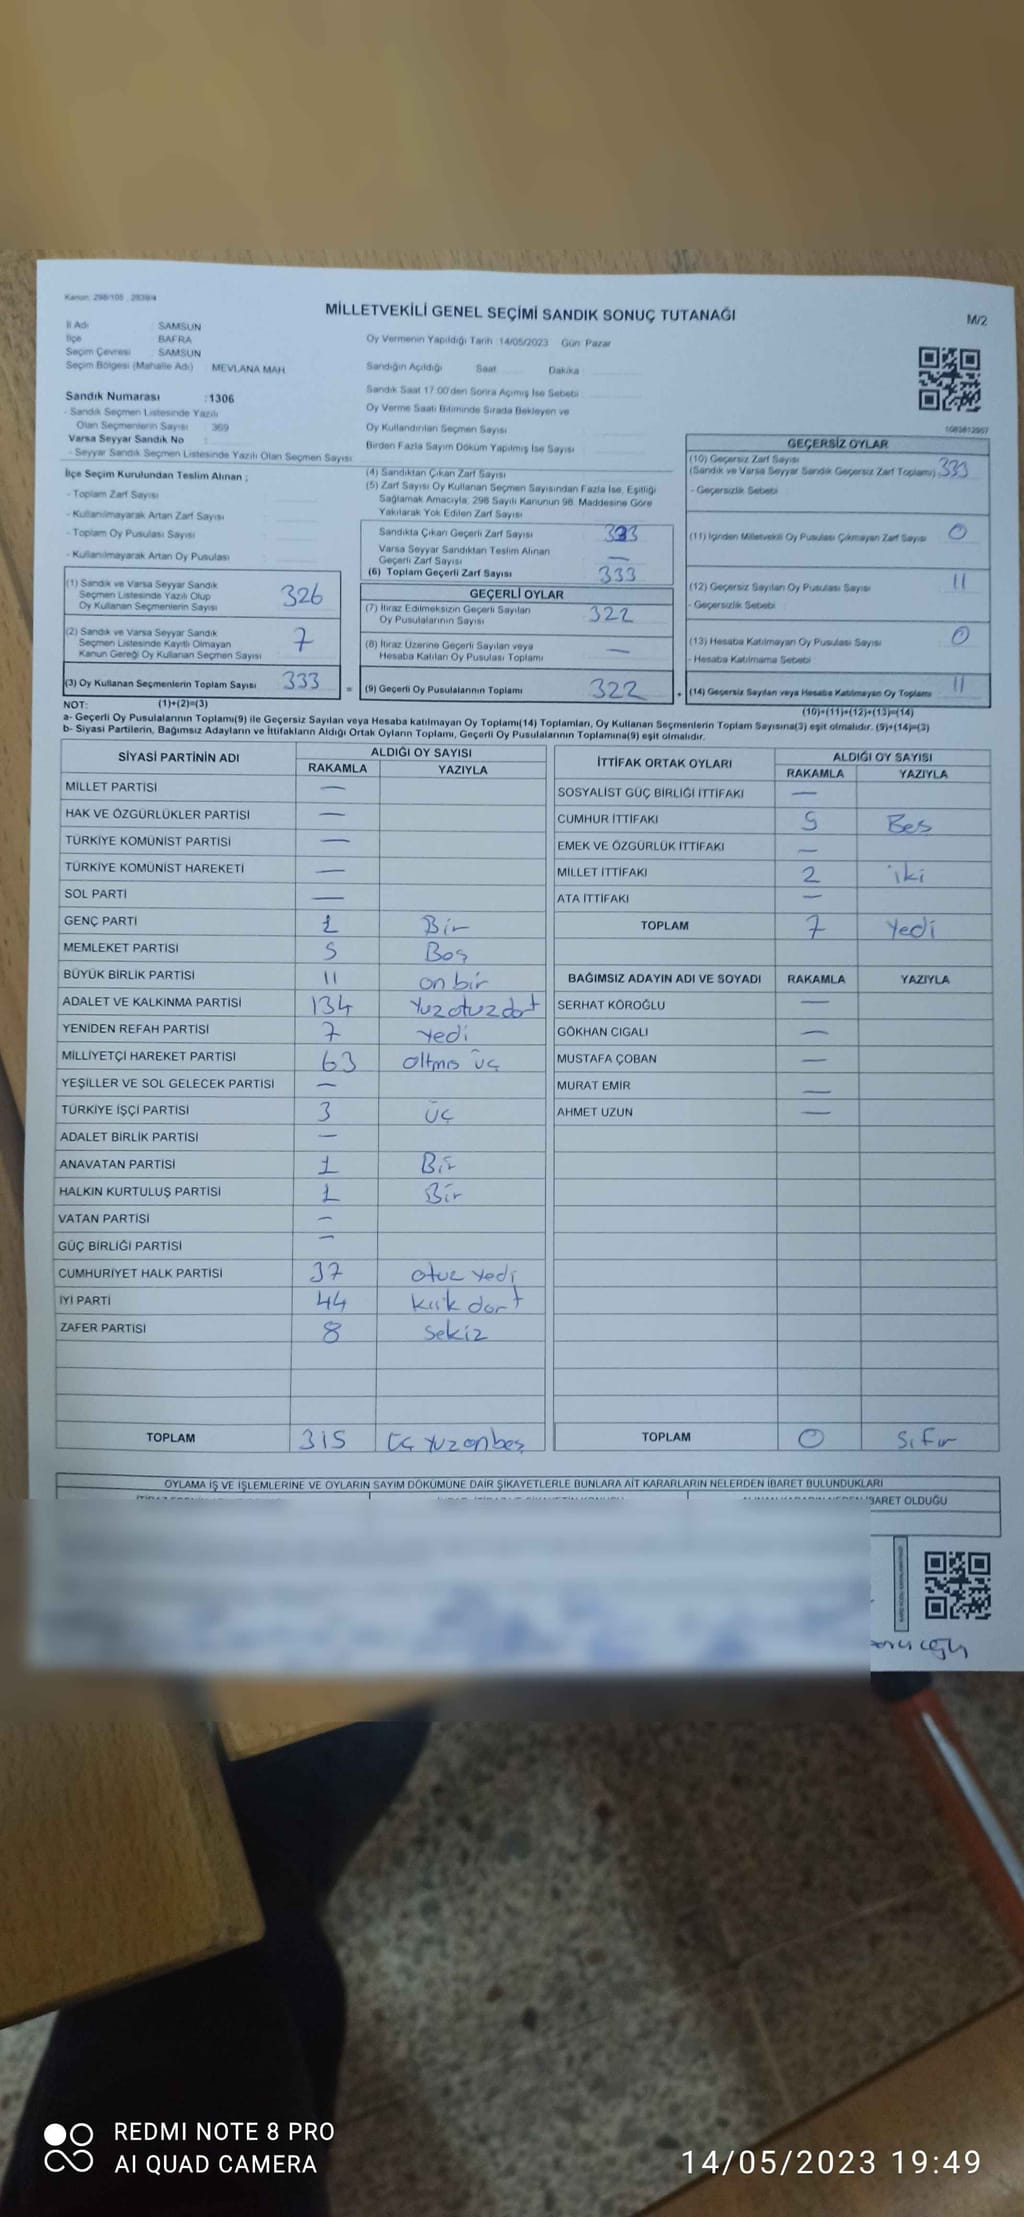 Kanun: 298/105 , 2839/4
MİLLETVEKİLİ GENEL SEÇİMİ SANDIK SONUÇ TUTANAĞI
M/2
İl Adı SAMSUN
İlçe BAFRA
Seçim Çevresi SAMSUN
Seçim Bölgesi (Mahalle Adı) MEVLANA MAH
Sandık Numarası :1306
- Sandık Seçmen Listesinde Yazılı
Olan Seçmenlerin Sayısı : 369
Varsa Seyyar Sandık No :
- Seyyar Sandık Seçmen Listesinde Yazılı Olan Seçmen Sayısı:
Oy Vermenin Yapıldığı Tarih :14/05/2023 Gün: Pazar
Sandığın Açıldığı Saat Dakika
Sandık Saat 17:00'den Sonra Açımış İse Sebebi
Oy Verme Saati Bitiminde Sırada Bekleyen ve
Oy Kullandırılan Seçmen Sayısı
Birden Fazla Sayım Döküm Yapılmış İse Sayısı
İlçe Seçim Kurulundan Teslim Alınan ;
- Toplam Zarf Sayısı
- Kullanılmayarak Artan Zarf Sayısı
- Toplam Oy Pusulası Sayısı
- Kullanılmayarak Artan Oy Pusulası
(1) Sandık ve Varsa Seyyar Sandık
Seçmen Listesinde Yazılı Olup
Oy Kullanan Seçmenlerin Sayısı 326
(2) Sandık ve Varsa Seyyar Sandık
Seçmen Listesinde Kayıtlı Olmayan
Kanun Gereği Oy Kullanan Seçmen Sayısı 7
(3) Oy Kullanan Seçmenlerin Toplam Sayısı 333
(4) Sandıktan Çıkan Zarf Sayısı
(5) Zarf Sayısı Oy Kullanan Seçmen Sayısından Fazla İse, Eşitliği
Sağlamak Amacıyla, 298 Sayılı Kanunun 98. Maddesine Göre
Yakılarak Yok Edilen Zarf Sayısı
Sandıkta Çıkan Geçerli Zarf Sayısı 333
Varsa Seyyar Sandıktan Teslim Alınan
Geçerli Zarf Sayısı —
(6) Toplam Geçerli Zarf Sayısı 333
GEÇERLİ OYLAR
(7) İtiraz Edilmeksizin Geçerli Sayılan
Oy Pusulalarının Sayısı 322
(8) İtiraz Üzerine Geçerli Sayılan veya
Hesaba Katılan Oy Pusulası Toplamı —
= (9) Geçerli Oy Pusulalarının Toplamı 322
1083812957
GEÇERSİZ OYLAR
(10) Geçersiz Zarf Sayısı
(Sandık ve Varsa Seyyar Sandık Geçersiz Zarf Toplamı) 333
- Geçersizlik Sebebi
(11) İçinden Milletvekili Oy Pusulası Çıkmayan Zarf Sayısı 0
(12) Geçersiz Sayılan Oy Pusulası Sayısı 11
- Geçersizlik Sebebi
(13) Hesaba Katılmayan Oy Pusulası Sayısı 0
- Hesaba Katılmama Sebebi
+ (14) Geçersiz Sayılan veya Hesaba Katılmayan Oy Toplamı 11
NOT: (1)+(2)=(3) (10)+(11)+(12)+(13)=(14)
a- Geçerli Oy Pusulalarının Toplamı(9) ile Geçersiz Sayılan veya Hesaba katılmayan Oy Toplamı(14) Toplamları, Oy Kullanan Seçmenlerin Toplam Sayısına(3) eşit olmalıdır. (9)+(14)=(3)
b- Siyasi Partilerin, Bağımsız Adayların ve İttifakların Aldığı Ortak Oyların Toplamı, Geçerli Oy Pusulalarının Toplamına(9) eşit olmalıdır.
SİYASİ PARTİNİN ADI ALDIĞI OY SAYISI
RAKAMLA YAZIYLA
MİLLET PARTİSİ —
HAK VE ÖZGÜRLÜKLER PARTİSİ —
TÜRKİYE KOMÜNİST PARTİSİ —
TÜRKİYE KOMÜNİST HAREKETİ —
SOL PARTİ —
GENÇ PARTİ 1 Bir
MEMLEKET PARTİSİ 5 Beş
BÜYÜK BİRLİK PARTİSİ 11 on bir
ADALET VE KALKINMA PARTİSİ 134 Yuz otuz dort
YENİDEN REFAH PARTİSİ 7 yedi
MİLLİYETÇİ HAREKET PARTİSİ 63 altmıs üç
YEŞİLLER VE SOL GELECEK PARTİSİ —
TÜRKİYE İŞÇİ PARTİSİ 3 üç
ADALET BİRLİK PARTİSİ —
ANAVATAN PARTİSİ 1 Bir
HALKIN KURTULUŞ PARTİSİ 1 Bir
VATAN PARTİSİ —
GÜÇ BİRLİĞİ PARTİSİ —
CUMHURİYET HALK PARTİSİ 37 otuz yedi
İYİ PARTİ 44 kırk dort
ZAFER PARTİSİ 8 sekiz
TOPLAM 315 üç yuz onbeş
İTTİFAK ORTAK OYLARI ALDIĞI OY SAYISI
RAKAMLA YAZIYLA
SOSYALİST GÜÇ BİRLİĞİ İTTİFAKI —
CUMHUR İTTİFAKI 5 Bes
EMEK VE ÖZGÜRLÜK İTTİFAKI —
MİLLET İTTİFAKI 2 iki
ATA İTTİFAKI —
TOPLAM 7 Yedi
BAĞIMSIZ ADAYIN ADI VE SOYADI RAKAMLA YAZIYLA
SERHAT KÖROĞLU —
GÖKHAN CIGALI —
MUSTAFA ÇOBAN —
MURAT EMİR —
AHMET UZUN —
TOPLAM 0 Sıfır
OYLAMA İŞ VE İŞLEMLERİNE VE OYLARIN SAYIM DÖKÜMÜNE DAİR ŞİKAYETLERLE BUNLARA AİT KARARLARIN NELERDEN İBARET BULUNDUKLARI
İBARET OLDUĞU
REDMI NOTE 8 PRO
AI QUAD CAMERA
14/05/2023 19:49